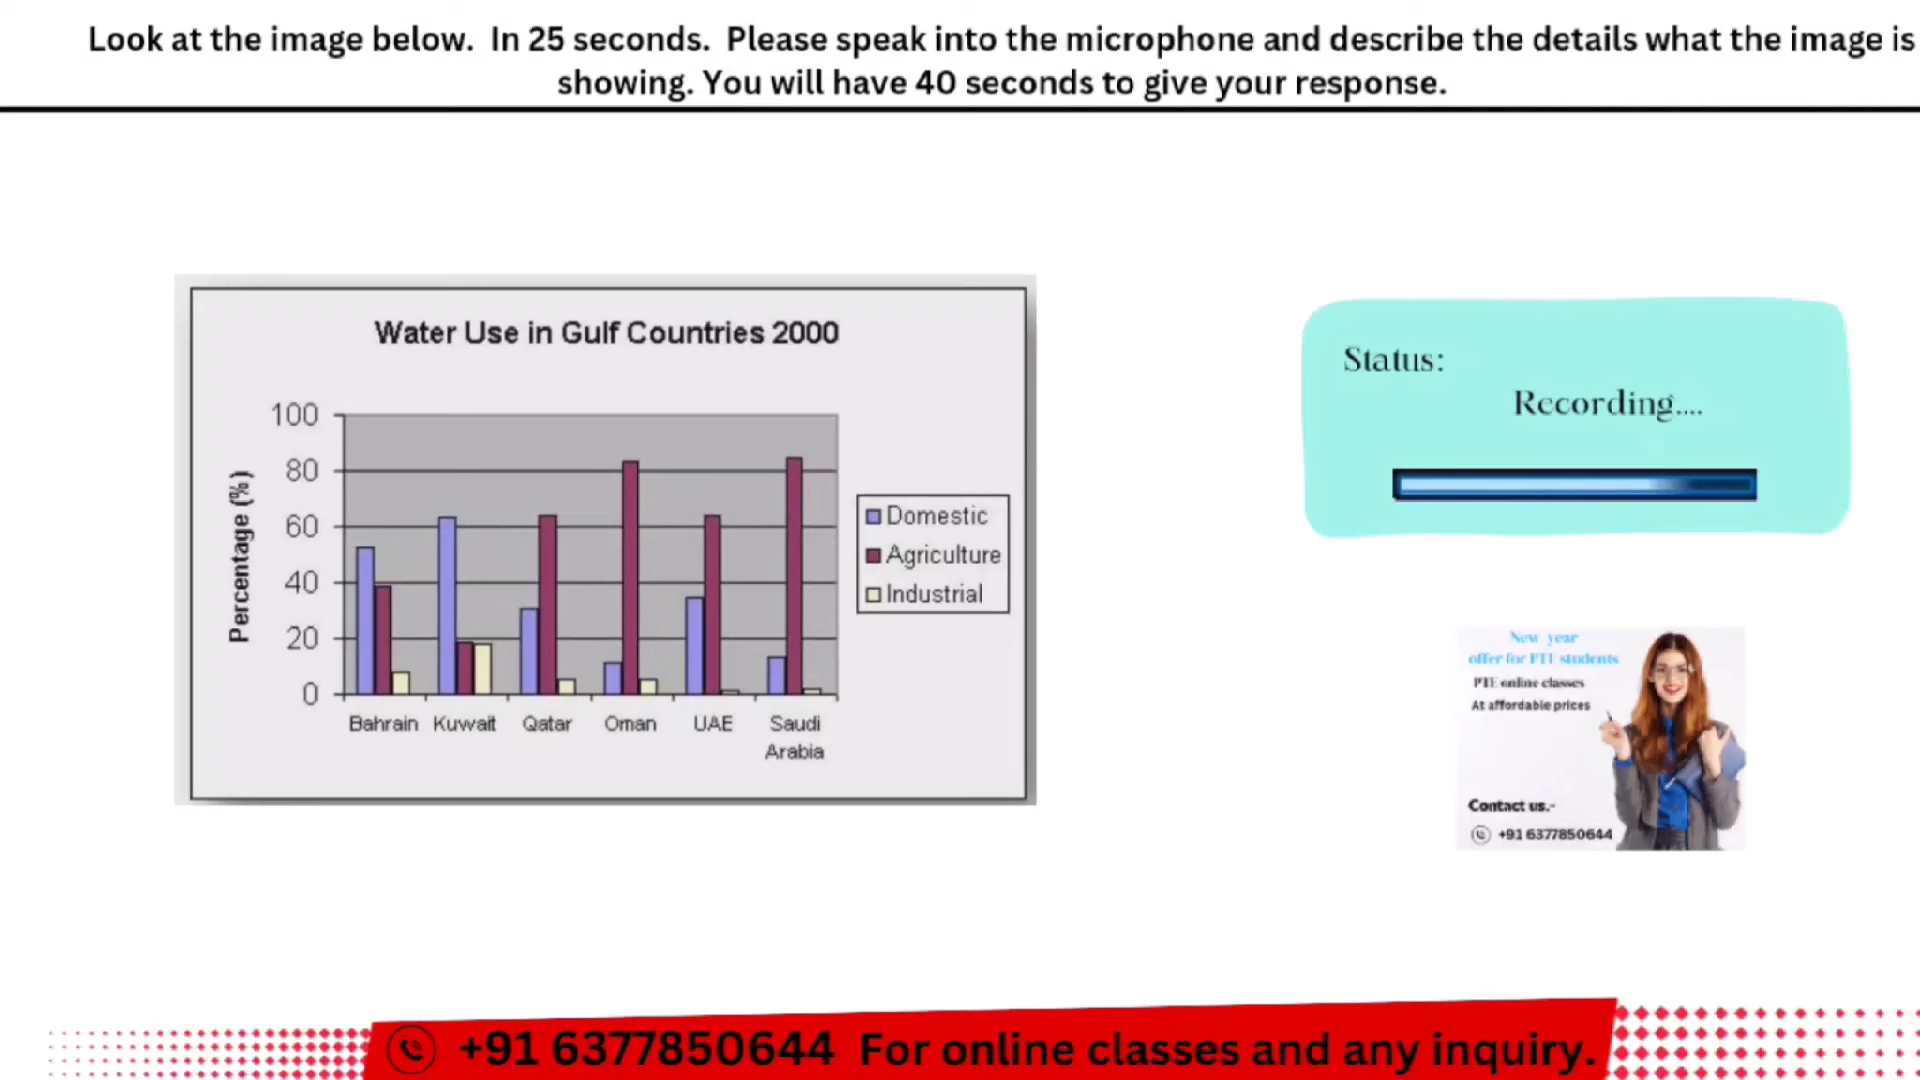 Look at the image below. In 25 seconds. Please speak into the microphone and describe the details what the image is
showing. You will have 40 seconds to give your response.
Water Use in Gulf Countries 2000
Percentage (%)
100
80
60
40
20
0
Bahrain Kuwait Qatar Oman UAE Saudi
Arabia
Domestic
Agriculture
Industrial
Status:
Recording....
New year
offer for PTE students
PTE online classes
At affordable prices
Contact us.-
+91 6377850644
+91 6377850644 For online classes and any inquiry.